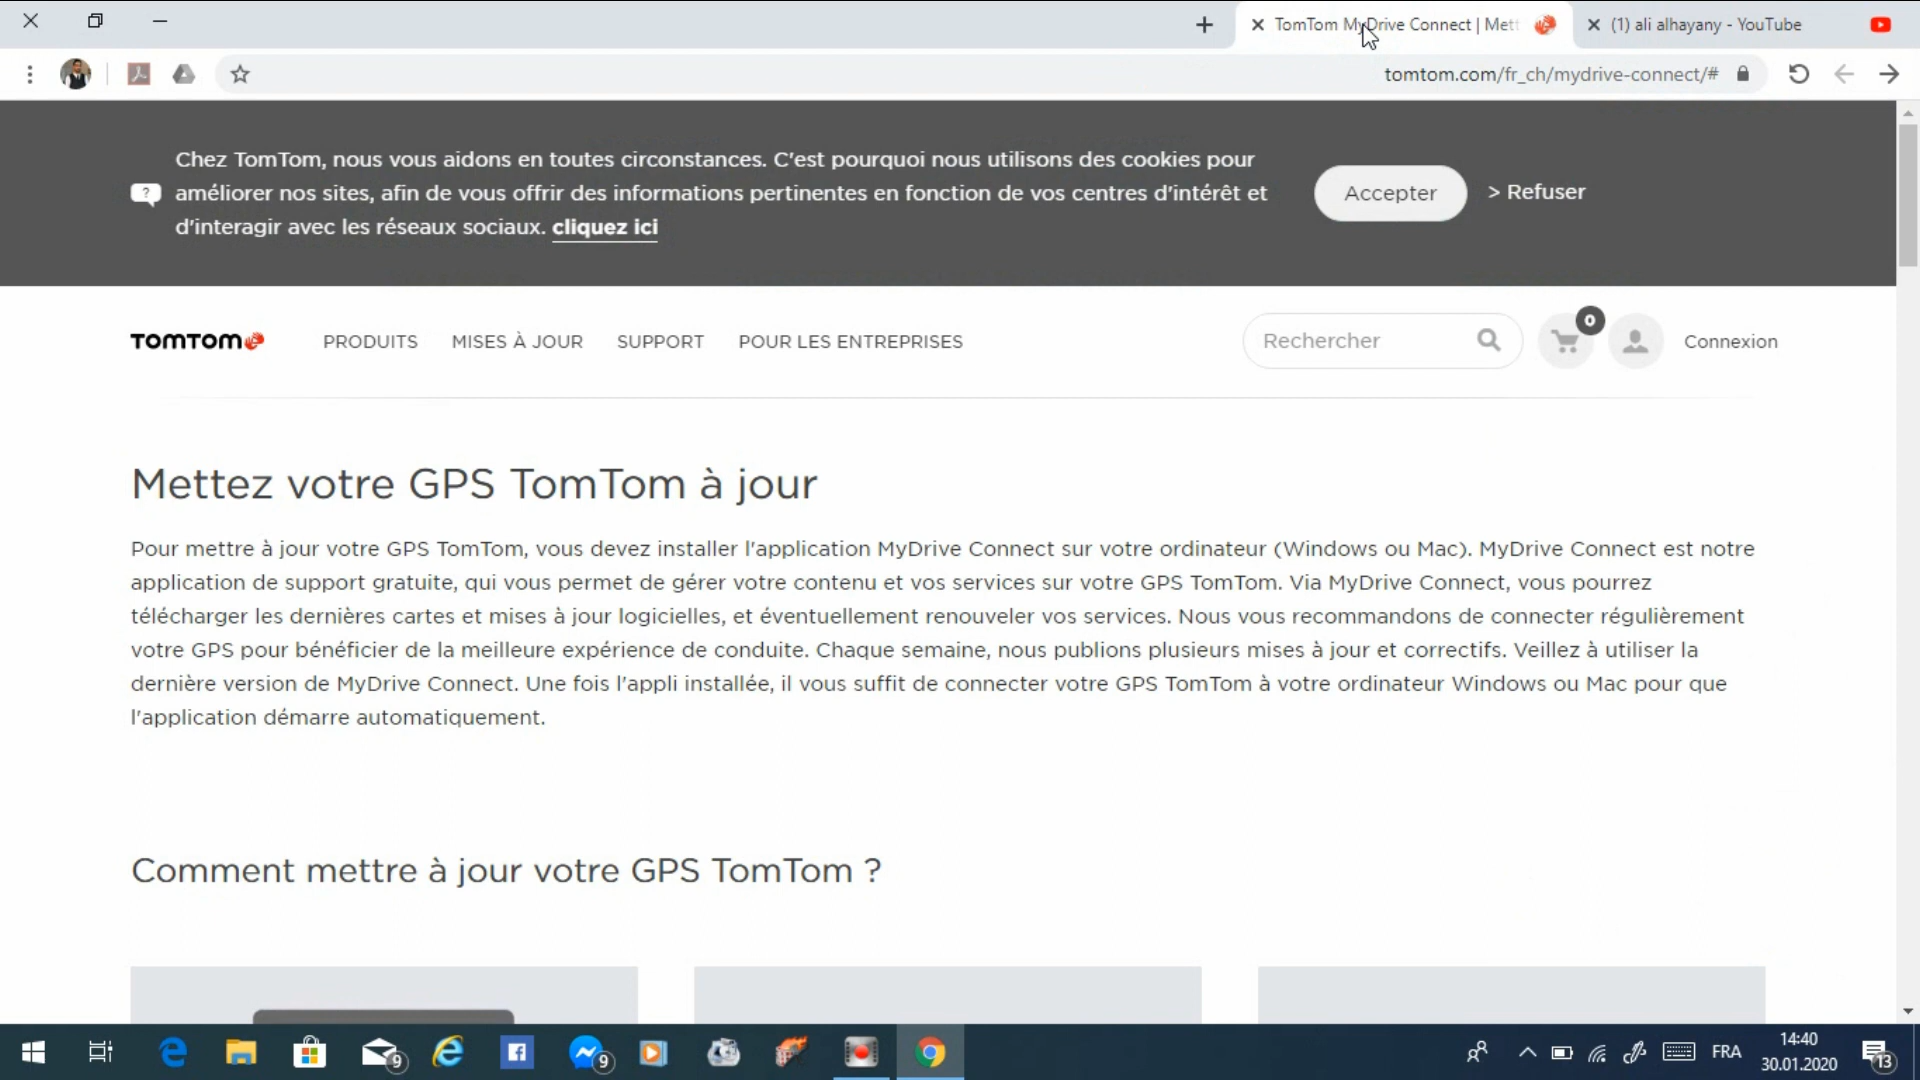 TomTom MyDrive Connect | Mett
(1) ali alhayany - YouTube
tomtom.com/fr_ch/mydrive-connect/#
Chez TomTom, nous vous aidons en toutes circonstances. C'est pourquoi nous utilisons des cookies pour
améliorer nos sites, afin de vous offrir des informations pertinentes en fonction de vos centres d'intérêt et
d'interagir avec les réseaux sociaux. cliquez ici
Accepter
> Refuser
TOMTOM
PRODUITS
MISES À JOUR
SUPPORT
POUR LES ENTREPRISES
Rechercher
0
Connexion
Mettez votre GPS TomTom à jour
Pour mettre à jour votre GPS TomTom, vous devez installer l'application MyDrive Connect sur votre ordinateur (Windows ou Mac). MyDrive Connect est notre
application de support gratuite, qui vous permet de gérer votre contenu et vos services sur votre GPS TomTom. Via MyDrive Connect, vous pourrez
télécharger les dernières cartes et mises à jour logicielles, et éventuellement renouveler vos services. Nous vous recommandons de connecter régulièrement
votre GPS pour bénéficier de la meilleure expérience de conduite. Chaque semaine, nous publions plusieurs mises à jour et correctifs. Veillez à utiliser la
dernière version de MyDrive Connect. Une fois l'appli installée, il vous suffit de connecter votre GPS TomTom à votre ordinateur Windows ou Mac pour que
l'application démarre automatiquement.
Comment mettre à jour votre GPS TomTom ?
9
9
FRA
14:40
30.01.2020
13